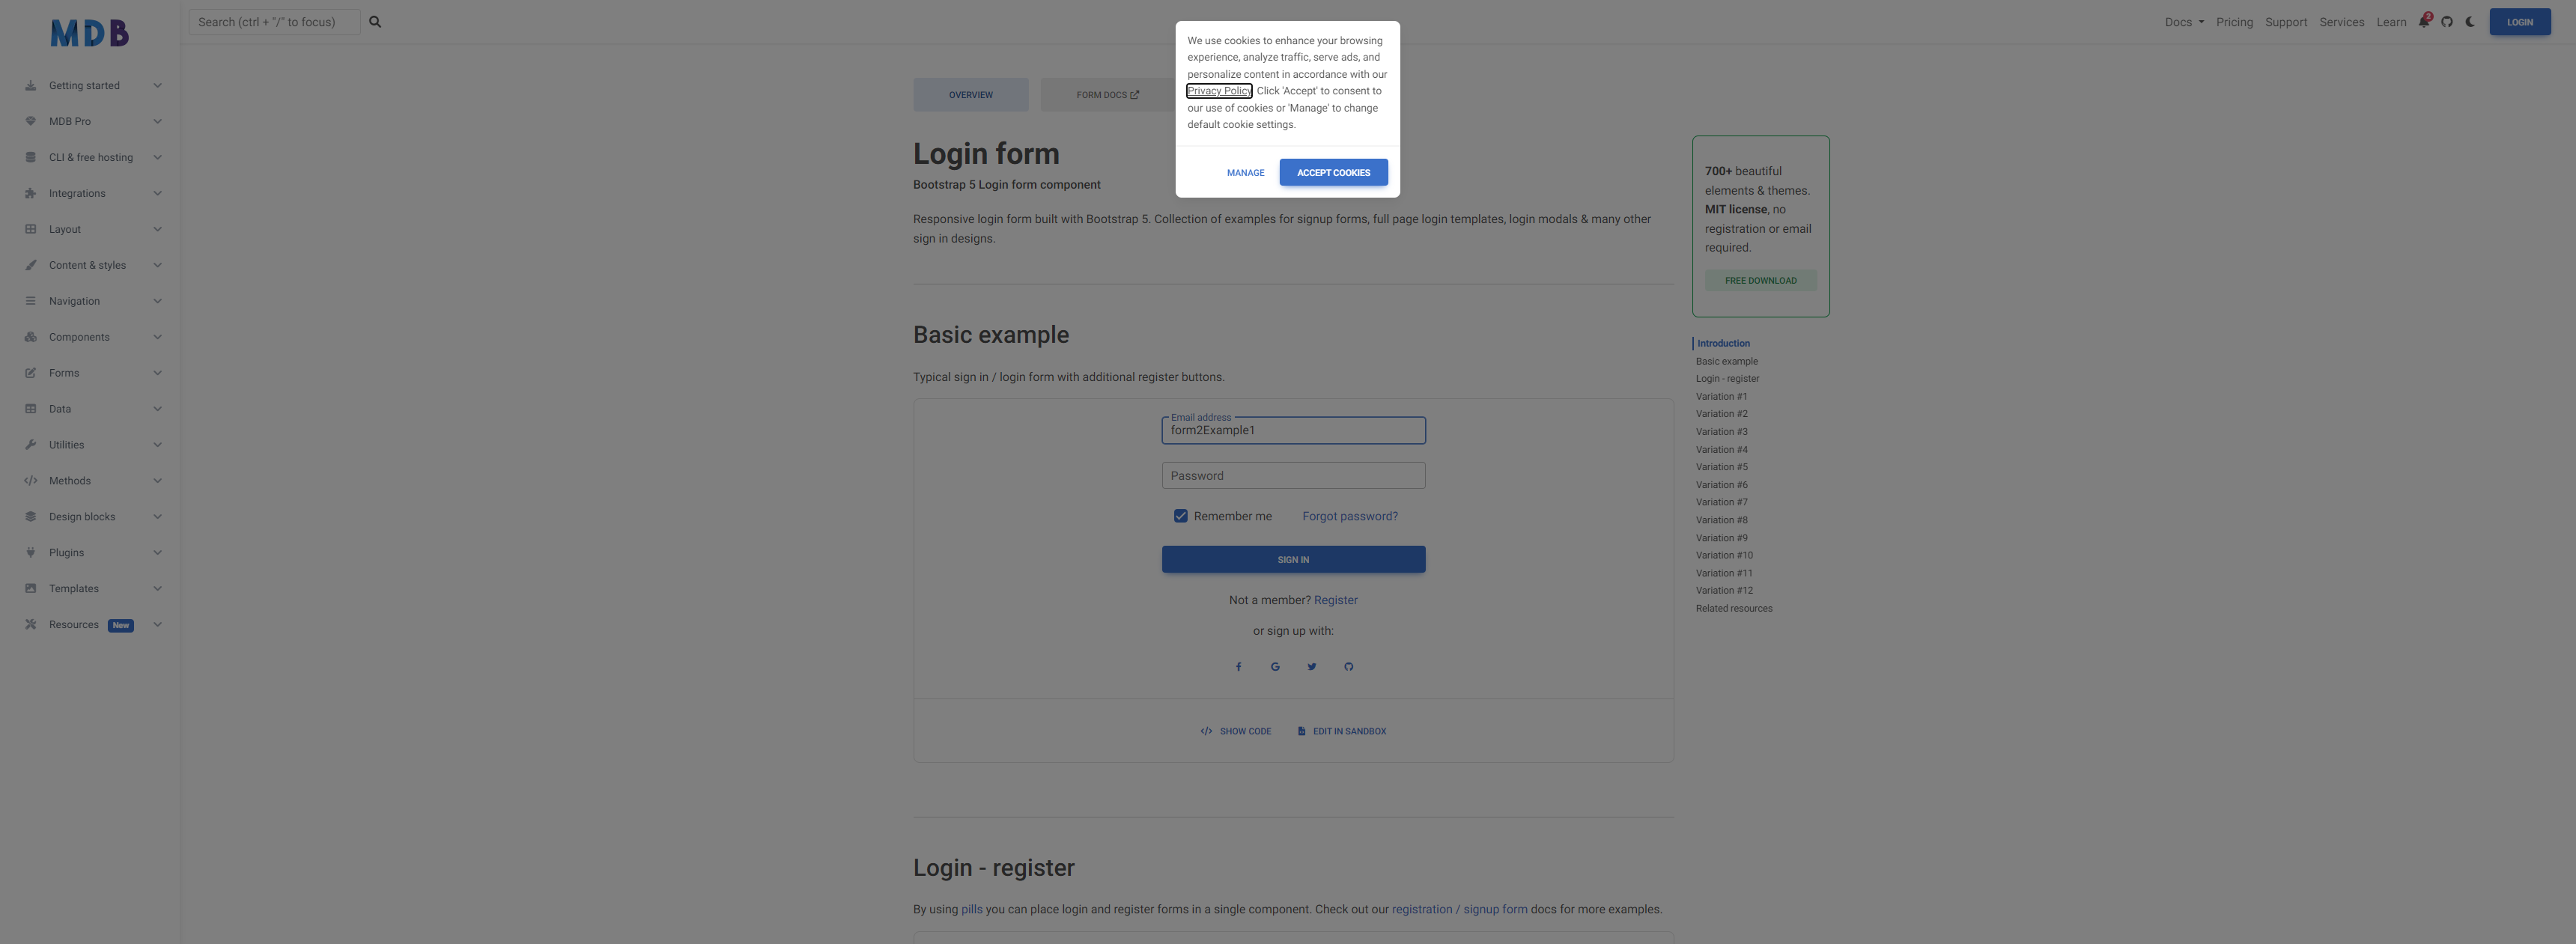 MDB
Search (ctrl + "/" to focus)
Docs
Pricing
Support
Services
Learn
2
LOGIN
Getting started
MDB Pro
CLI & free hosting
Integrations
Layout
Content & styles
Navigation
Components
Forms
Data
Utilities
Methods
Design blocks
Plugins
Templates
Resources New
We use cookies to enhance your browsing
experience, analyze traffic, serve ads, and
personalize content in accordance with our
Privacy Policy. Click 'Accept' to consent to
our use of cookies or 'Manage' to change
default cookie settings.
MANAGE
ACCEPT COOKIES
OVERVIEW
FORM DOCS
Login form
Bootstrap 5 Login form component
Responsive login form built with Bootstrap 5. Collection of examples for signup forms, full page login templates, login modals & many other
sign in designs.
Basic example
Typical sign in / login form with additional register buttons.
Email address
form2Example1
Password
Remember me
Forgot password?
SIGN IN
Not a member? Register
or sign up with:
SHOW CODE
EDIT IN SANDBOX
Login - register
By using pills you can place login and register forms in a single component. Check out our registration / signup form docs for more examples.
700+ beautiful
elements & themes.
MIT license, no
registration or email
required.
FREE DOWNLOAD
Introduction
Basic example
Login - register
Variation #1
Variation #2
Variation #3
Variation #4
Variation #5
Variation #6
Variation #7
Variation #8
Variation #9
Variation #10
Variation #11
Variation #12
Related resources